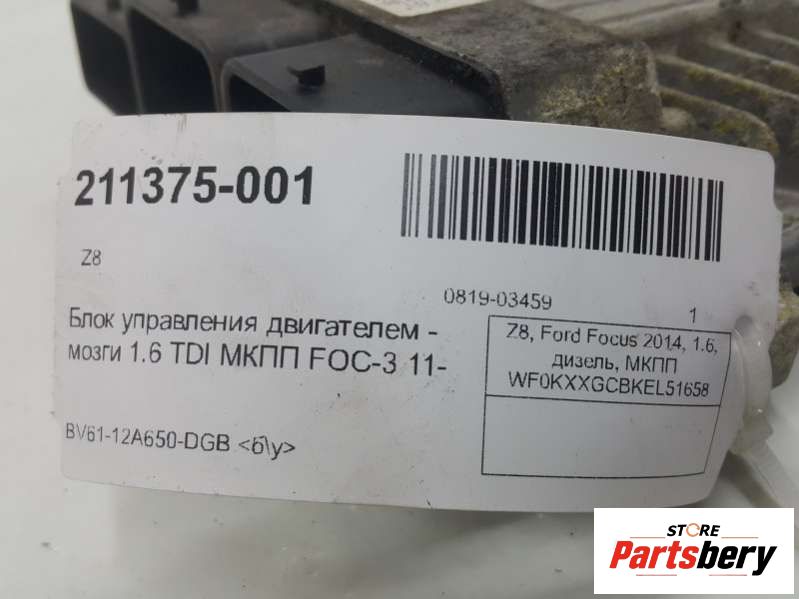 211375-001
Z8
0819-03459
1
Блок управления двигателем -
мозги 1.6 TDI МКПП FOC-3 11-
Z8, Ford Focus 2014, 1.6,
дизель, МКПП
WF0KXXGCBKEL51658
BV61-12A650-DGB <б\у>
STORE
Partsbery